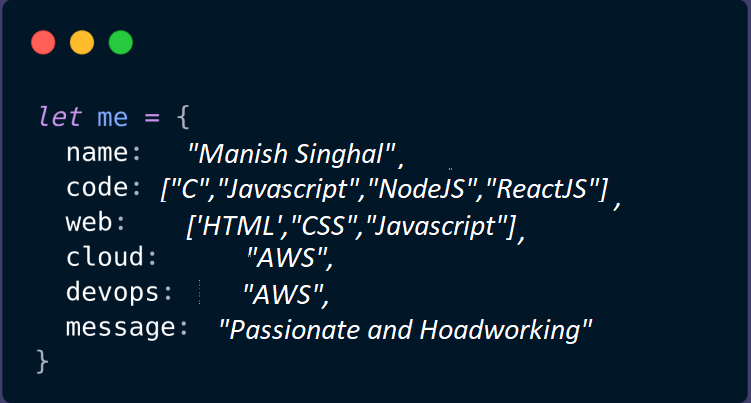 let me = {
name: "Manish Singhal",
code: ["C","Javascript","NodeJS","ReactJS"] ,
web: ['HTML',"CSS","Javascript"],
cloud: "AWS",
devops: "AWS",
message: "Passionate and Hoadworking"
}